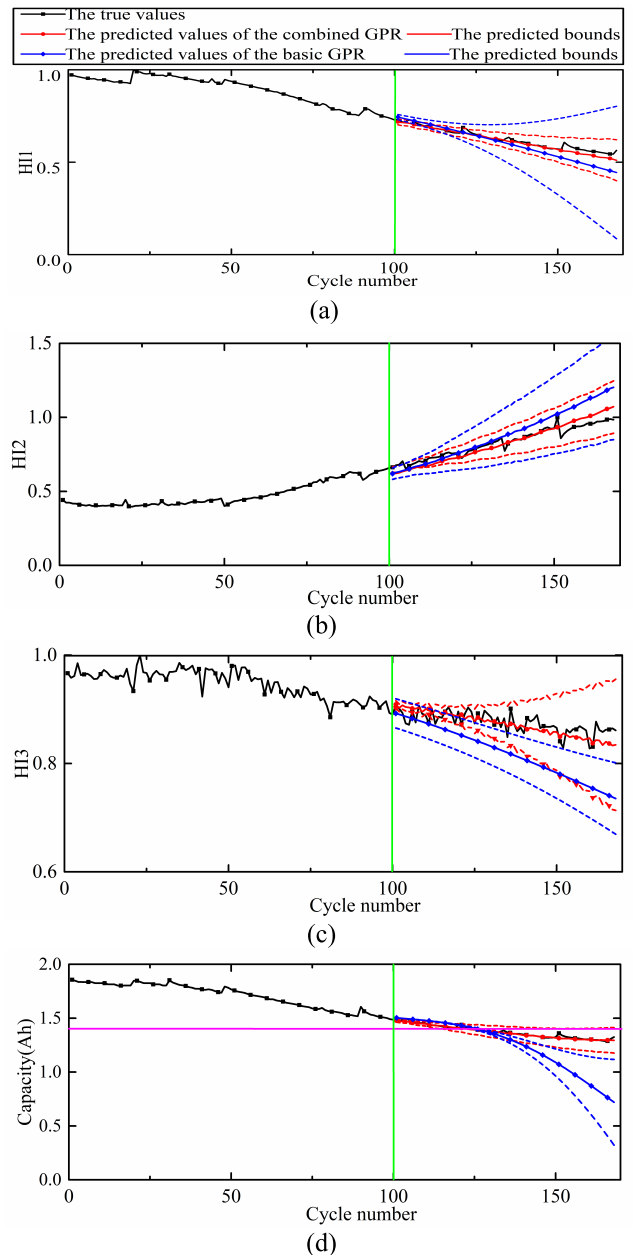 The true values
The predicted values of the combined GPR The predicted bounds
The predicted values of the basic GPR The predicted bounds
1.0
0.5
0.0
HI1
0 50 100 150
Cycle number
(a)
1.5
1.0
0.5
0.0
HI2
0 50 100 150
Cycle number
(b)
1.0
0.8
0.6
HI3
0 50 100 150
Cycle number
(c)
2.0
1.5
1.0
0.5
0.0
Capacity(Ah)
0 50 100 150
Cycle number
(d)